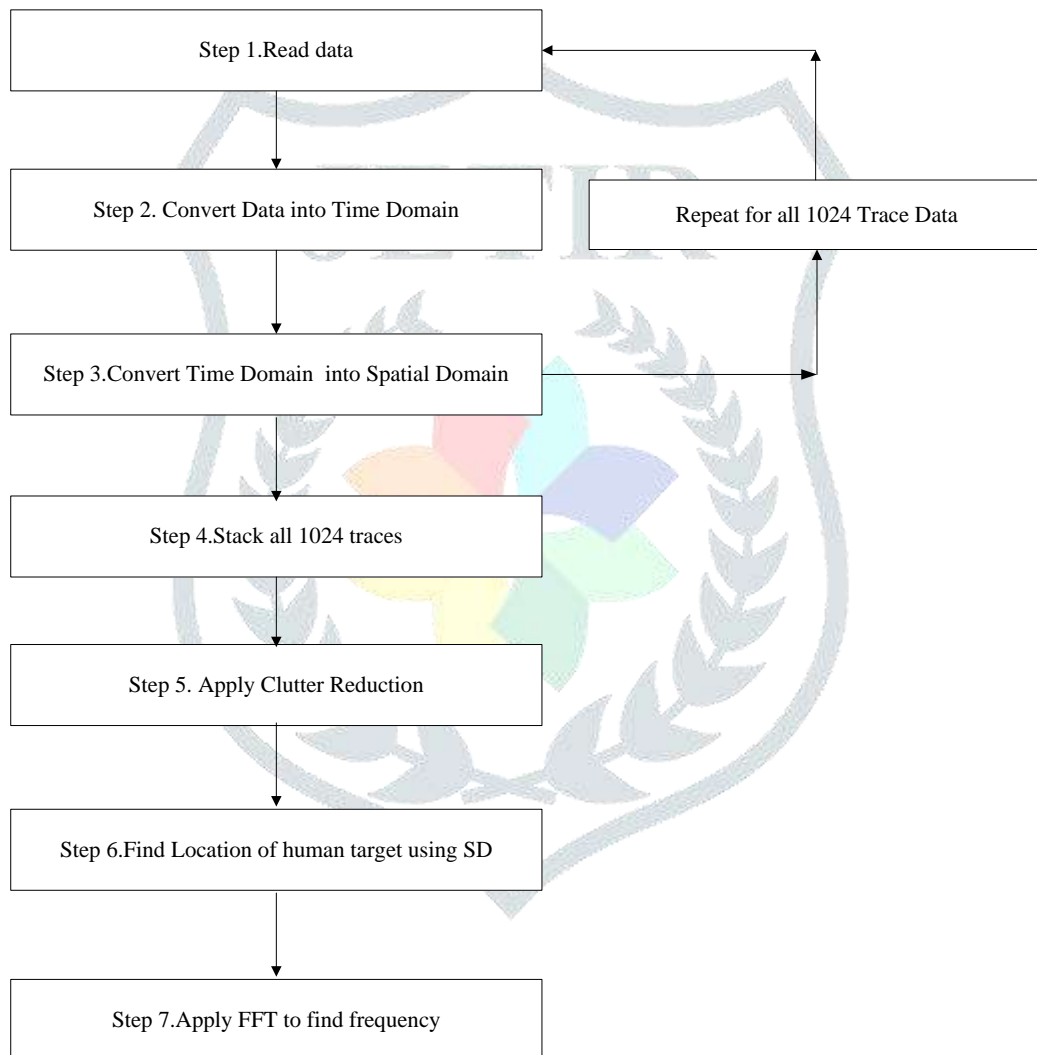 Step 1.Read data
Step 2. Convert Data into Time Domain
Repeat for all 1024 Trace Data
JETIR
Step 3.Convert Time Domain  into Spatial Domain
Step 4.Stack all 1024 traces
Step 5. Apply Clutter Reduction
Step 6.Find Location of human target using SD
Step 7.Apply FFT to find frequency